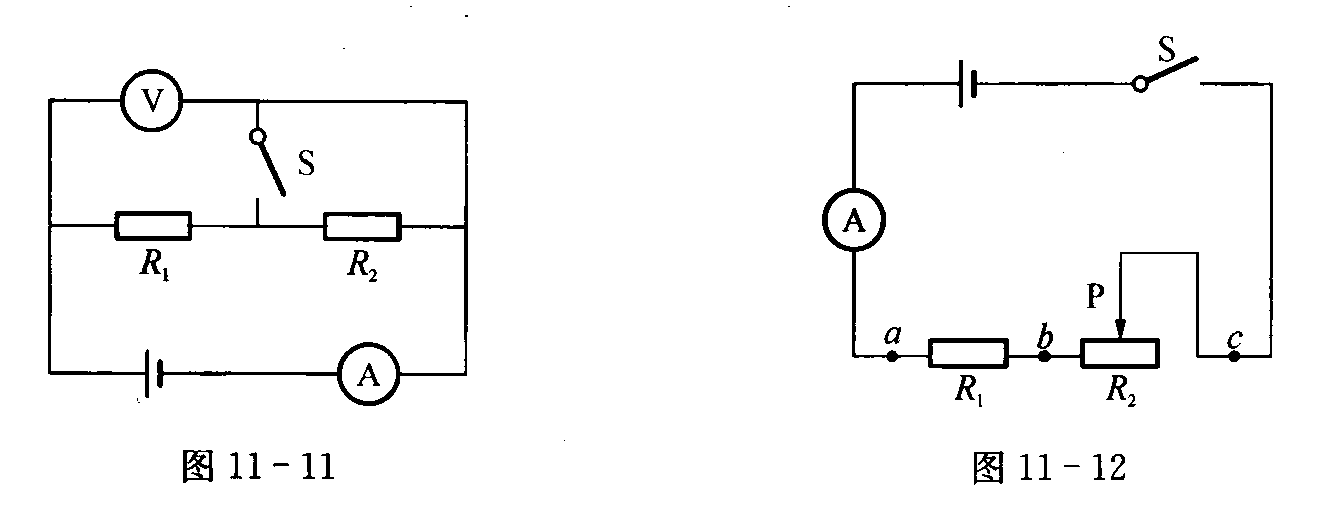 V
S
R₁
R₂
A
图 11-11
S
A
P
a
b
c
R₁
R₂
图 11-12